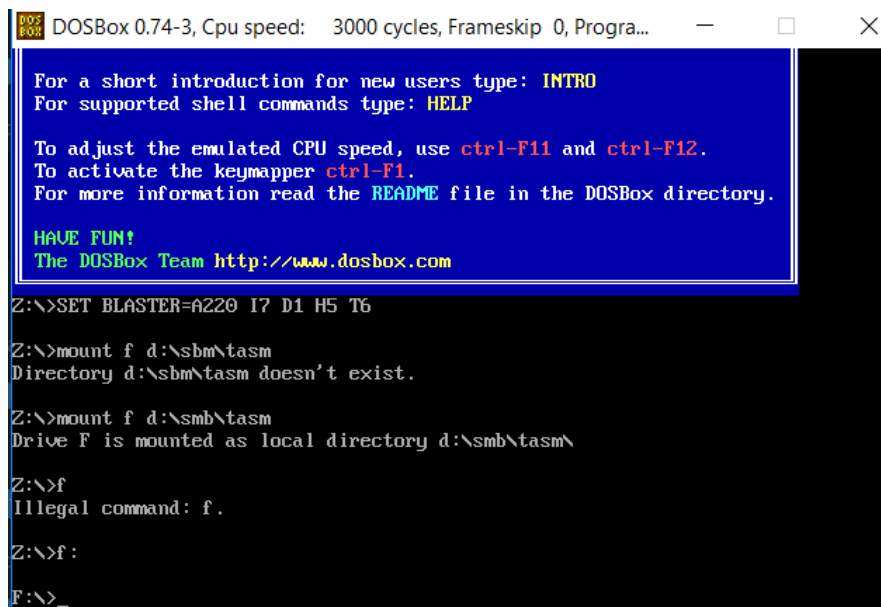 DOS
BOX
DOSBox 0.74-3, Cpu speed: 3000 cycles, Frameskip 0, Progra...
For a short introduction for new users type: INTRO
For supported shell commands type: HELP
To adjust the emulated CPU speed, use ctrl-F11 and ctrl-F12.
To activate the keymapper ctrl-F1.
For more information read the README file in the DOSBox directory.
HAVE FUN!
The DOSBox Team http://www.dosbox.com
Z:\>SET BLASTER=A220 I7 D1 H5 T6
Z:\>mount f d:\sbm\tasm
Directory d:\sbm\tasm doesn't exist.
Z:\>mount f d:\smb\tasm
Drive F is mounted as local directory d:\smb\tasm\
Z:\>f
Illegal command: f.
Z:\>f:
F:\>_